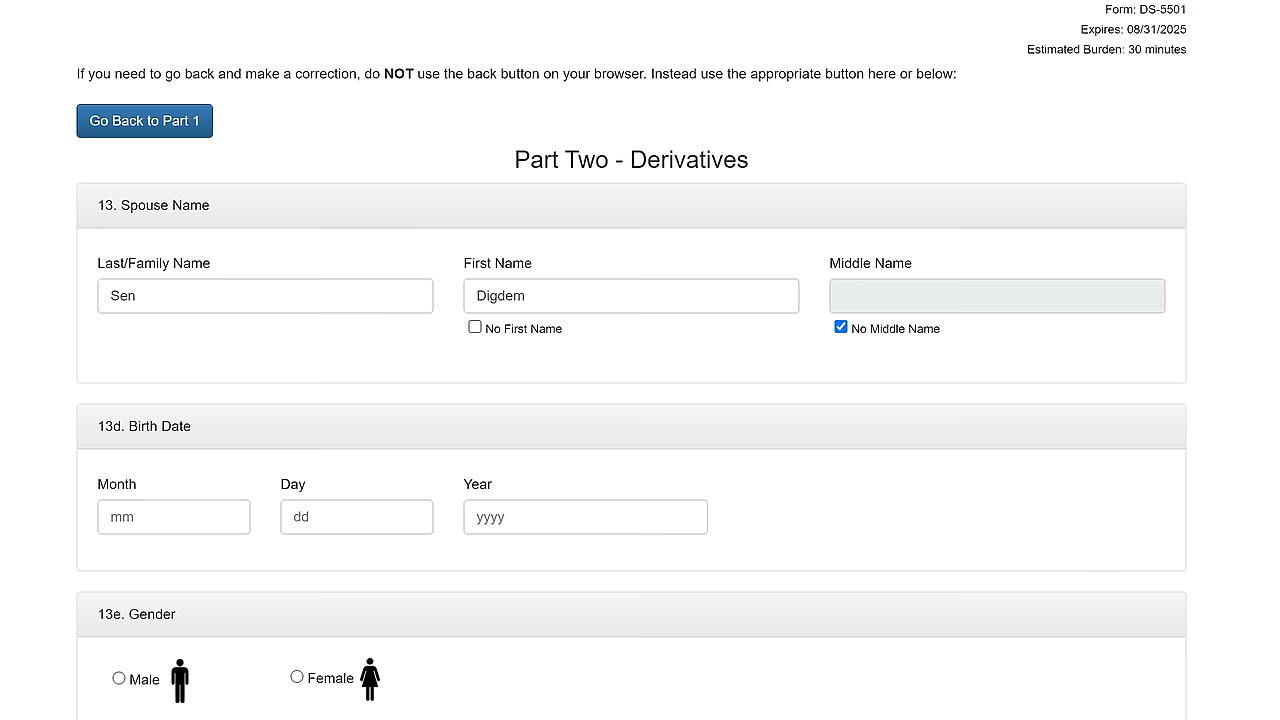 Form: DS-5501
Expires: 08/31/2025
Estimated Burden: 30 minutes
If you need to go back and make a correction, do NOT use the back button on your browser. Instead use the appropriate button here or below:
Go Back to Part 1
Part Two - Derivatives
13. Spouse Name
Last/Family Name First Name Middle Name
Sen Digdem
No First Name No Middle Name
13d. Birth Date
Month Day Year
mm dd yyyy
13e. Gender
Male Female